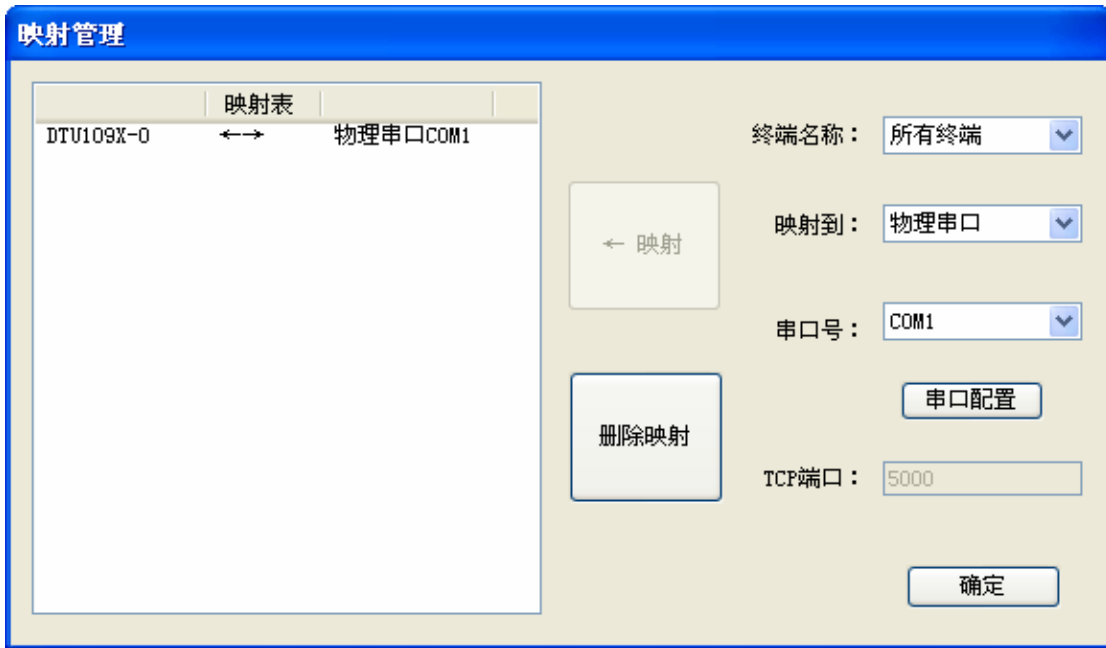 映射管理
映射表
DTU109X-0 ←→ 物理串口COM1
终端名称： 所有终端
映射到： 物理串口
← 映射
串口号： COM1
串口配置
删除映射
TCP端口： 5000
确定